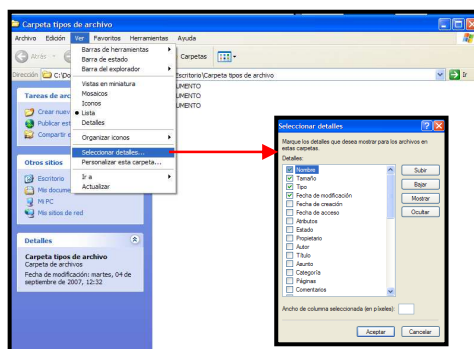 Carpeta tipos de archivo
Archivo Edición Ver Favoritos Herramientas Ayuda
Atrás
Carpetas
Barras de herramientas
Barra de estado
Barra del explorador
Vistas en miniatura
Mosaicos
Iconos
Lista
Detalles
Organizar iconos
Seleccionar detalles...
Personalizar esta carpeta...
Ir a
Actualizar
Dirección C:\Do
Escritorio\Carpeta tipos de archivo
Ir
UMENTO
UMENTO
UMENTO
Tareas de arc
Crear nuev
Publicar est
Compartir e
Otros sitios
Escritorio
Mis docume
Mi PC
Mis sitios de red
Detalles
Carpeta tipos de archivo
Carpeta de archivos
Fecha de modificación: martes, 04 de
septiembre de 2007, 12:32
Seleccionar detalles
Marque los detalles que desea mostrar para los archivos en
estas carpetas.
Detalles:
Nombre
Tamaño
Tipo
Fecha de modificación
Fecha de creación
Fecha de acceso
Atributos
Estado
Propietario
Autor
Título
Asunto
Categoría
Páginas
Comentarios
Subir
Bajar
Mostrar
Ocultar
Ancho de columna seleccionada (en píxeles):
Aceptar Cancelar